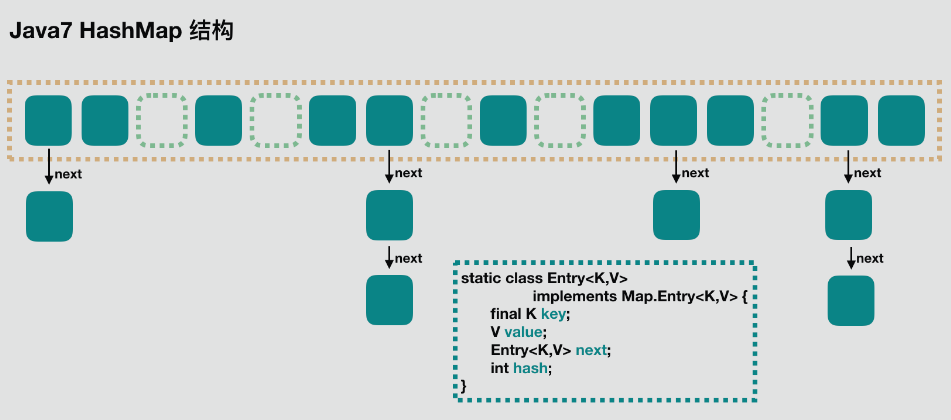 Java7 HashMap 结构
next
next
next
next
next
next
static class Entry<K,V>
implements Map.Entry<K,V> {
final K key;
V value;
Entry<K,V> next;
int hash;
}